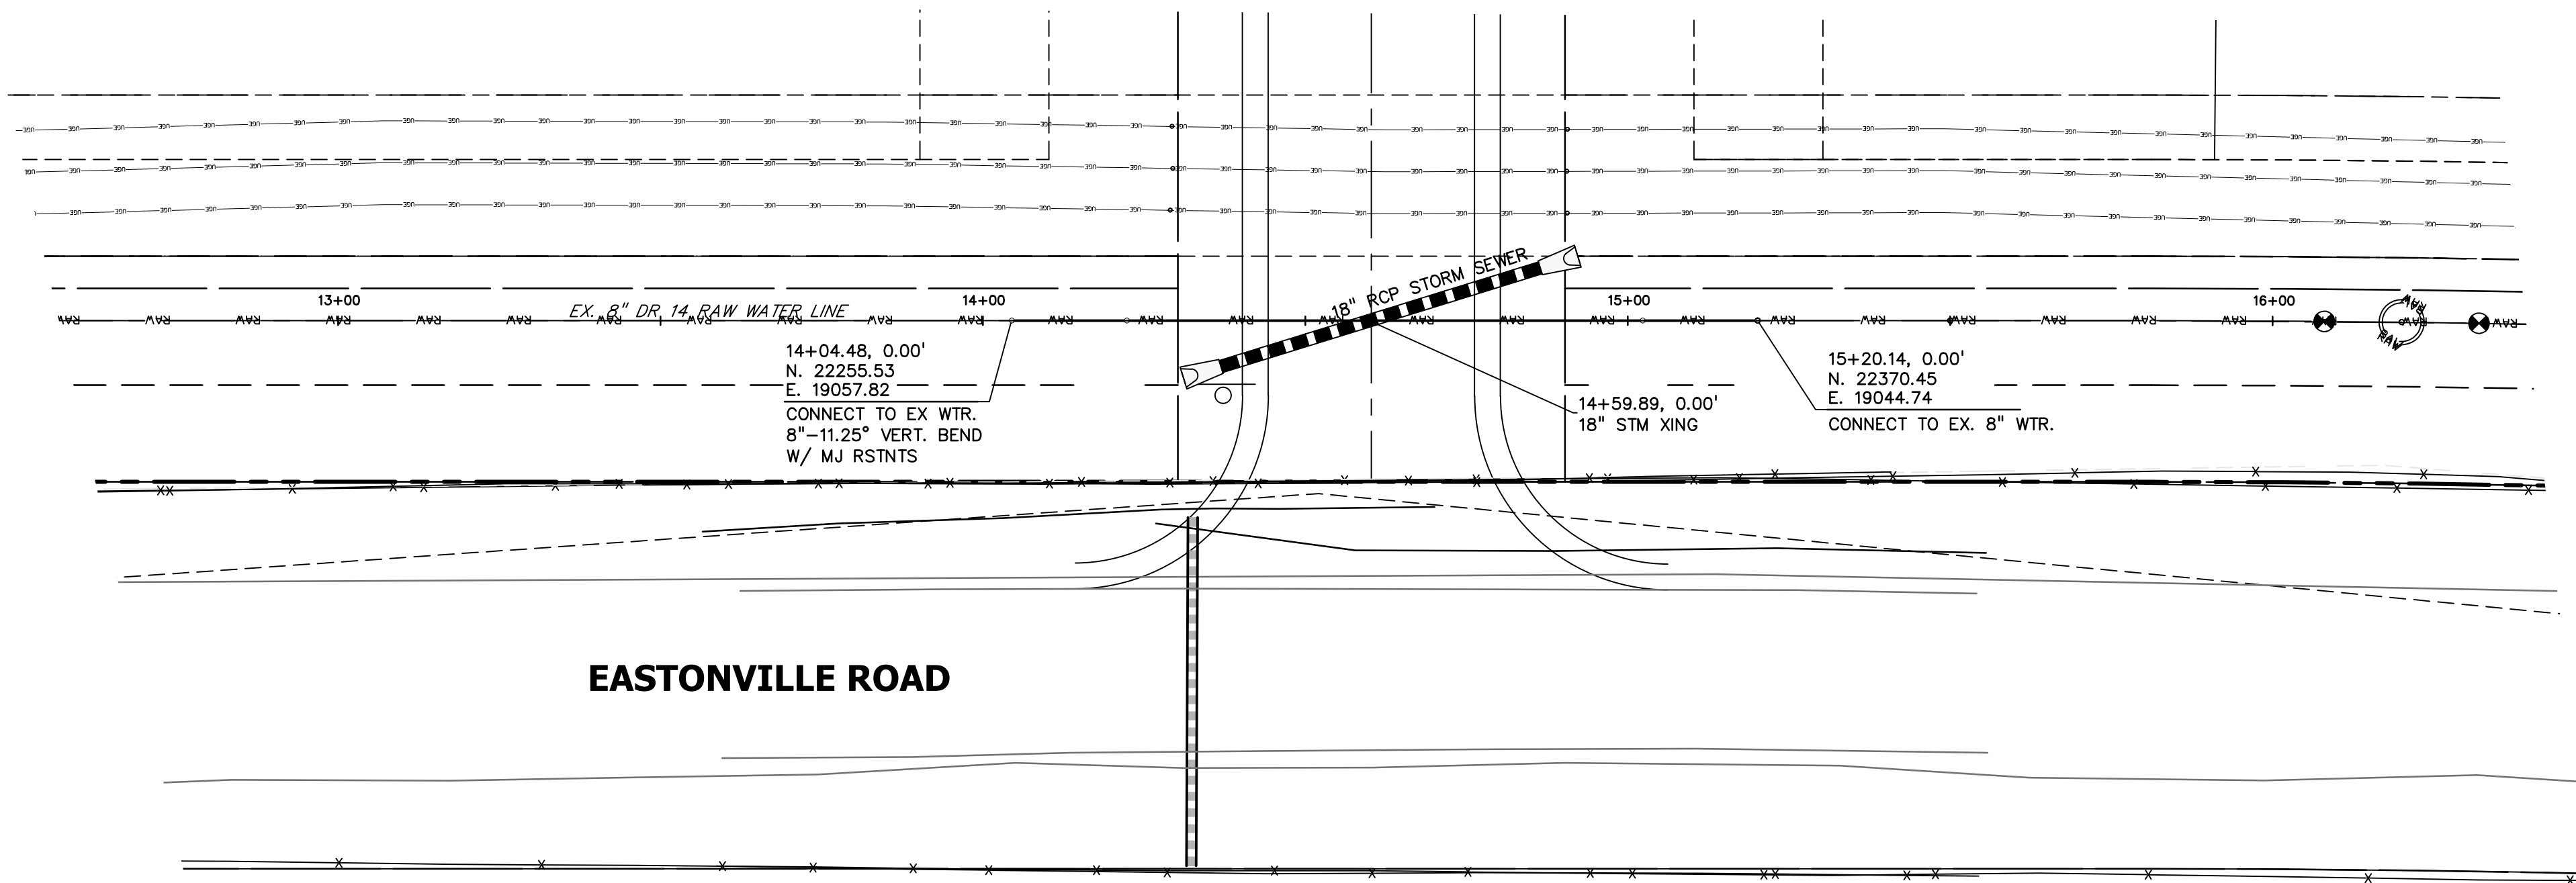 18" RCP STORM SEWER
13+00
14+00
15+00
16+00
EX. 8" DR 14 RAW WATER LINE
14+04.48, 0.00'
N. 22255.53
E. 19057.82
CONNECT TO EX WTR.
8"-11.25° VERT. BEND
W/ MJ RSTNTS
14+59.89, 0.00'
18" STM XING
15+20.14, 0.00'
N. 22370.45
E. 19044.74
CONNECT TO EX. 8" WTR.
EASTONVILLE ROAD